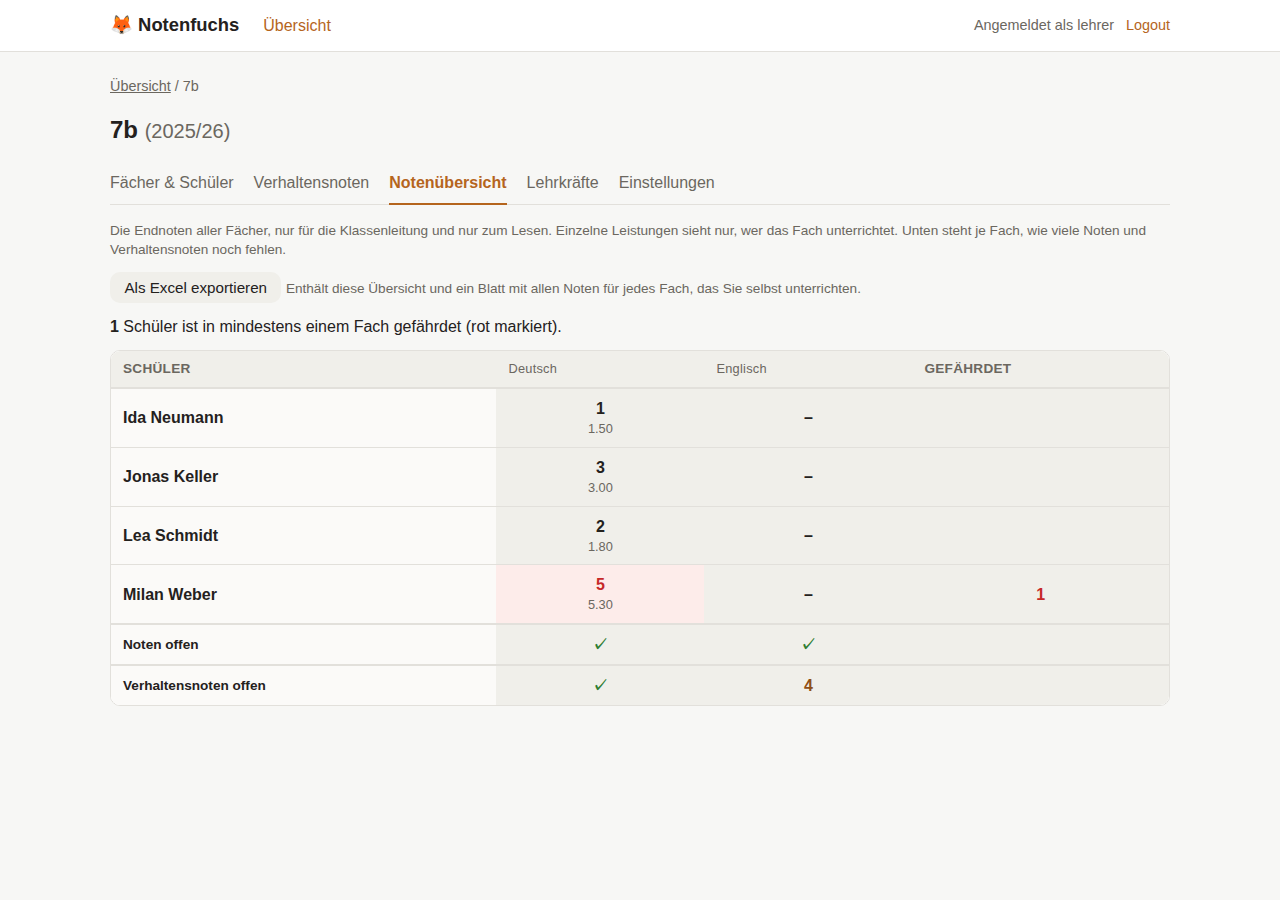 🦊 Notenfuchs Übersicht Angemeldet als lehrer Logout
Übersicht / 7b
7b (2025/26)
Fächer & Schüler Verhaltensnoten Notenübersicht Lehrkräfte Einstellungen
Die Endnoten aller Fächer, nur für die Klassenleitung und nur zum Lesen. Einzelne Leistungen sieht nur, wer das Fach unterrichtet. Unten steht je Fach, wie viele Noten und
Verhaltensnoten noch fehlen.
Als Excel exportieren Enthält diese Übersicht und ein Blatt mit allen Noten für jedes Fach, das Sie selbst unterrichten.
1 Schüler ist in mindestens einem Fach gefährdet (rot markiert).
SCHÜLER Deutsch Englisch GEFÄHRDET
Ida Neumann 1 –
1.50
Jonas Keller 3 –
3.00
Lea Schmidt 2 –
1.80
Milan Weber 5 – 1
5.30
Noten offen ✓ ✓
Verhaltensnoten offen ✓ 4